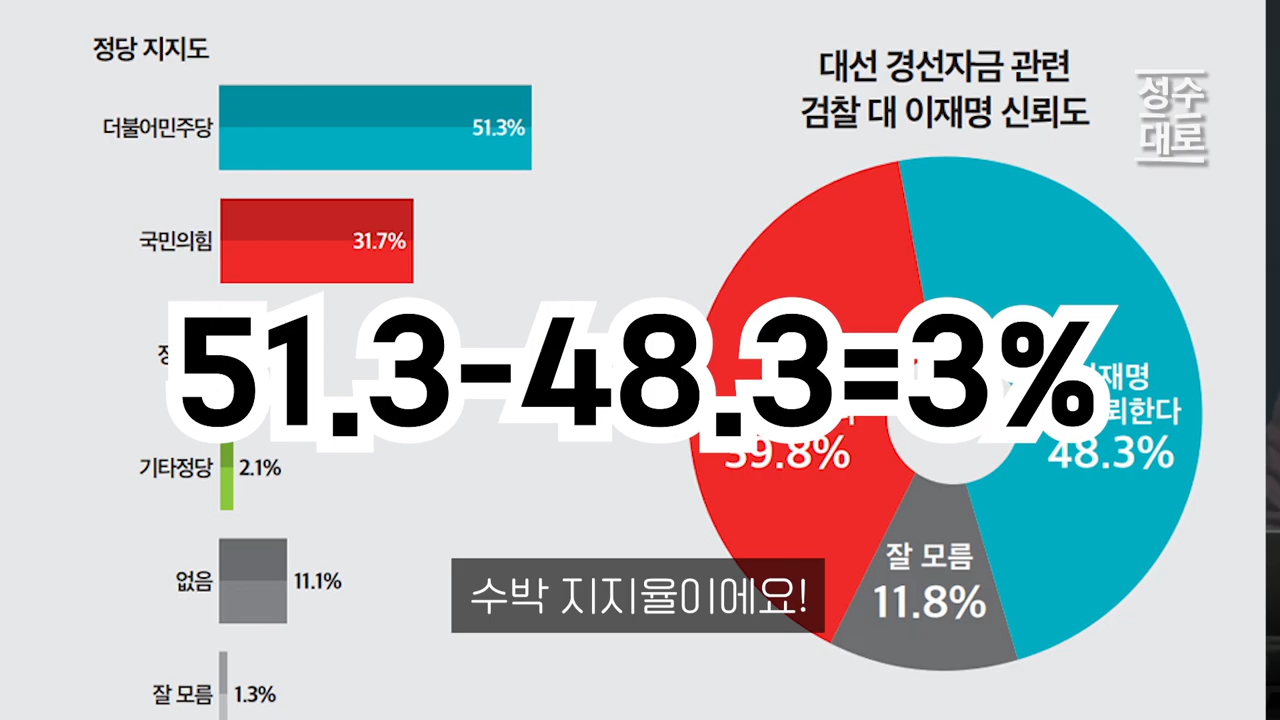 정당 지지도
더불어민주당
51.3%
국민의힘
31.7%
기타정당
2.1%
없음
11.1%
잘 모름
1.3%
대선 경선자금 관련
검찰 대 이재명 신뢰도
성수
대로
51.3-48.3=3%
39.8%
48.3%
잘 모름
11.8%
수박 지지율이에요!